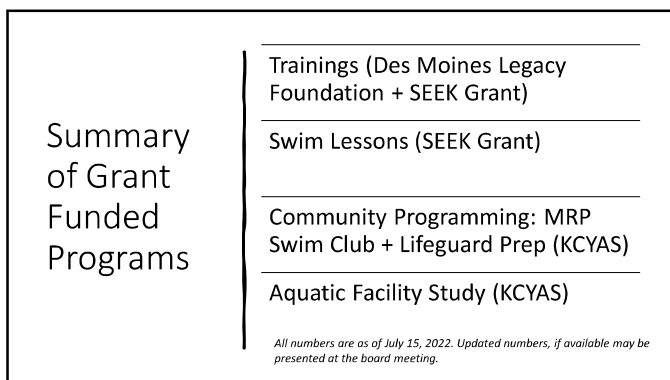 Summary
of Grant
Funded
Programs
Trainings (Des Moines Legacy
Foundation + SEEK Grant)
Swim Lessons (SEEK Grant)
Community Programming: MRP
Swim Club + Lifeguard Prep (KCYAS)
Aquatic Facility Study (KCYAS)
All numbers are as of July 15, 2022. Updated numbers, if available may be
presented at the board meeting.